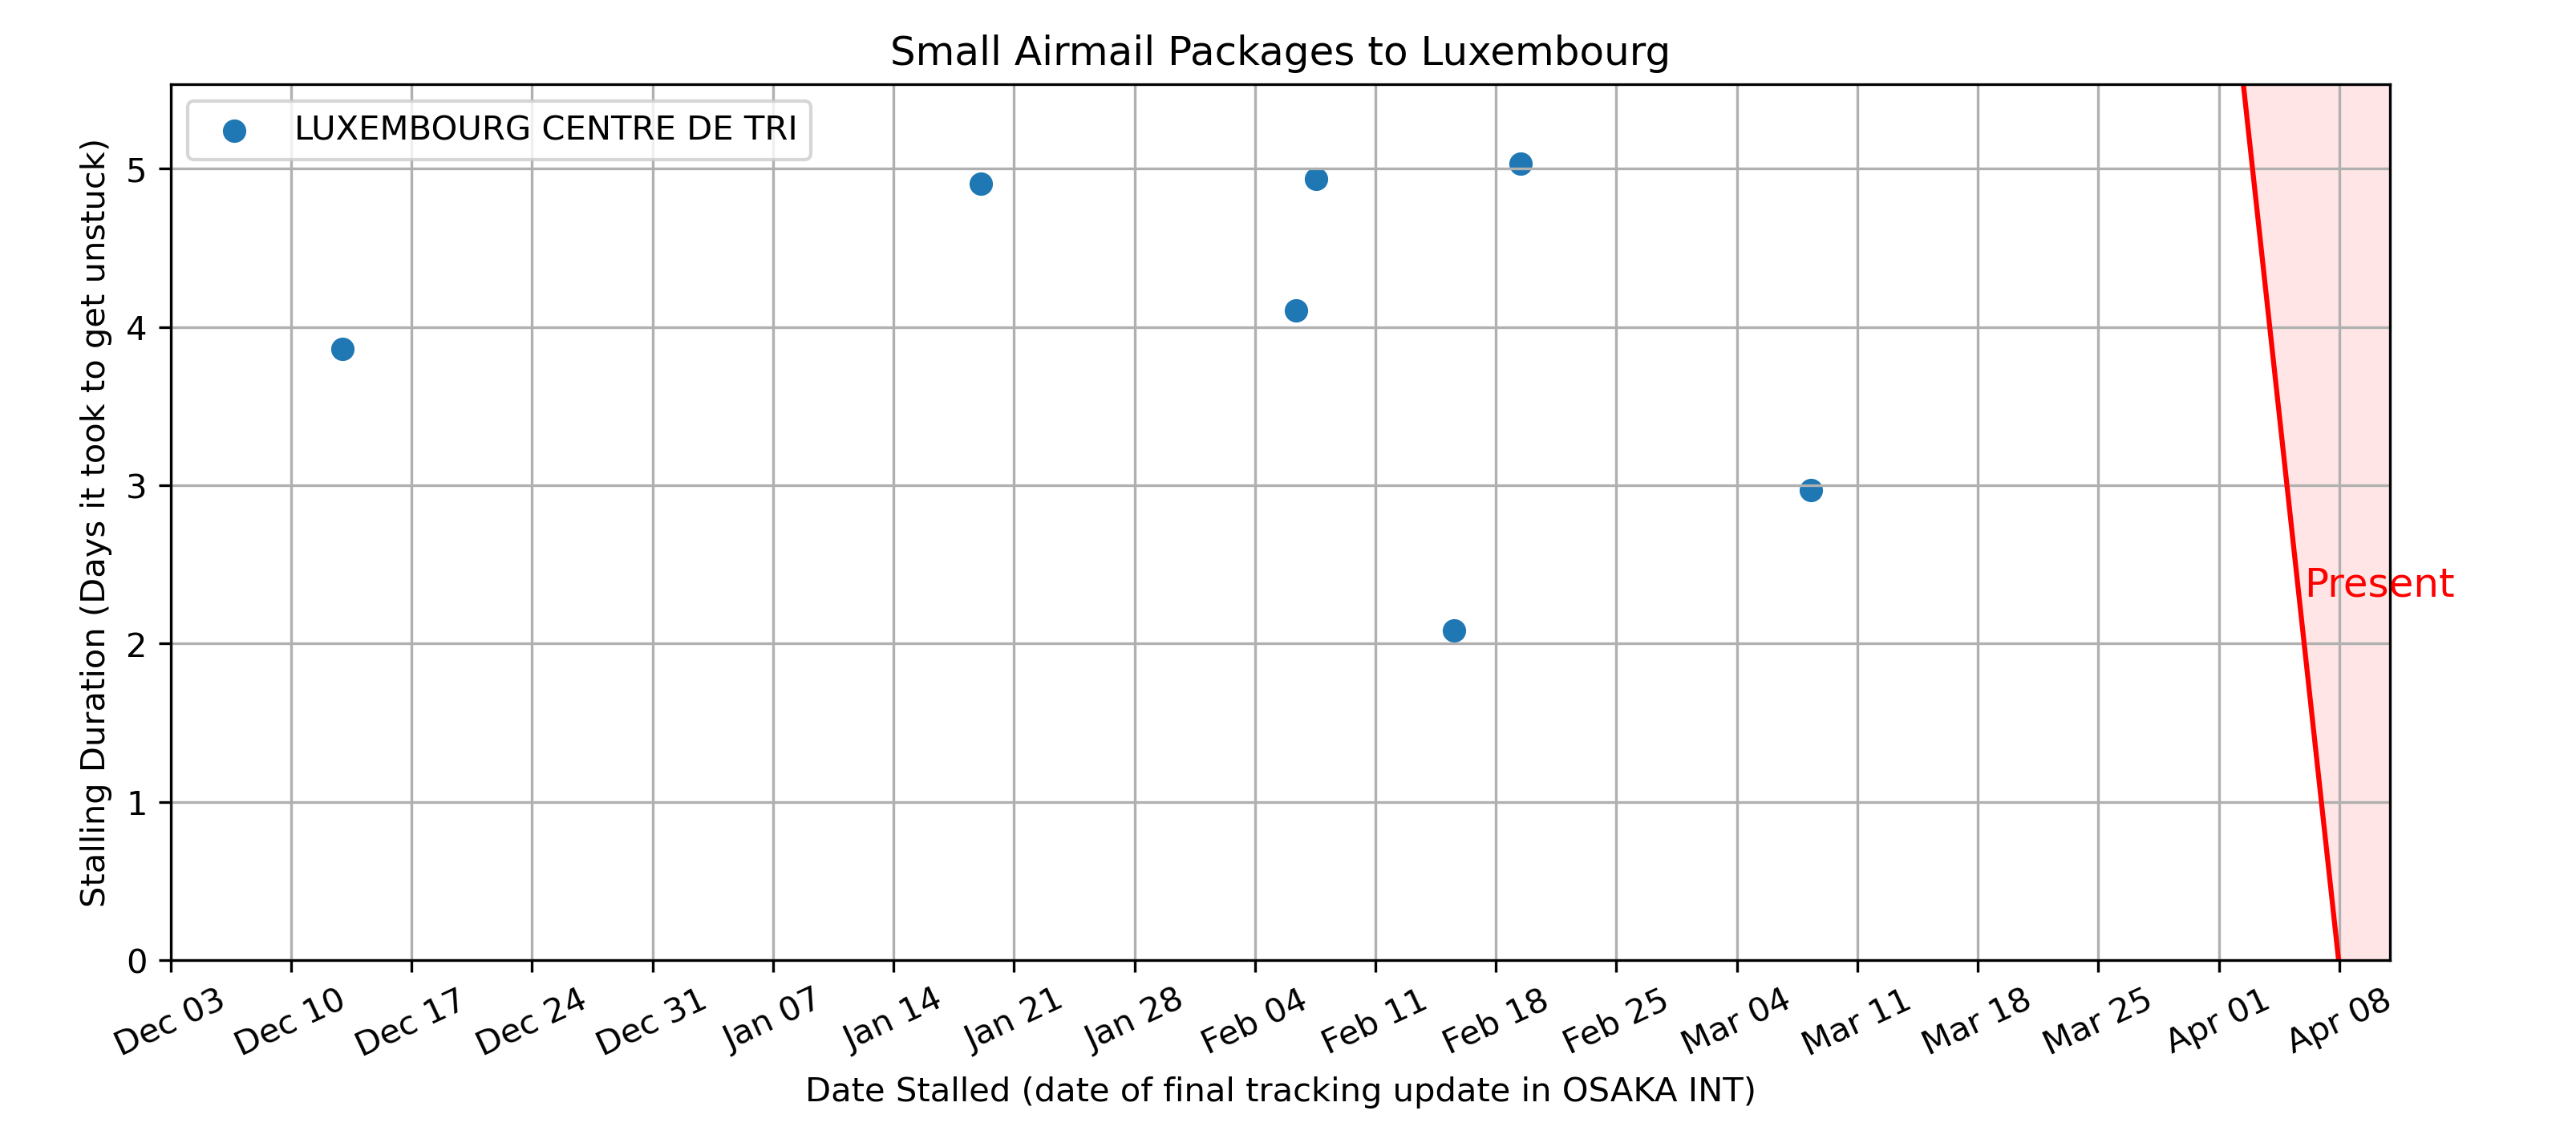 Small Airmail Packages to Luxembourg
LUXEMBOURG CENTRE DE TRI
Stalling Duration (Days it took to get unstuck)
5
4
3
2
1
0
Present
Dec 03
Dec 10
Dec 17
Dec 24
Dec 31
Jan 07
Jan 14
Jan 21
Jan 28
Feb 04
Feb 11
Feb 18
Feb 25
Mar 04
Mar 11
Mar 18
Mar 25
Apr 01
Apr 08
Date Stalled (date of final tracking update in OSAKA INT)